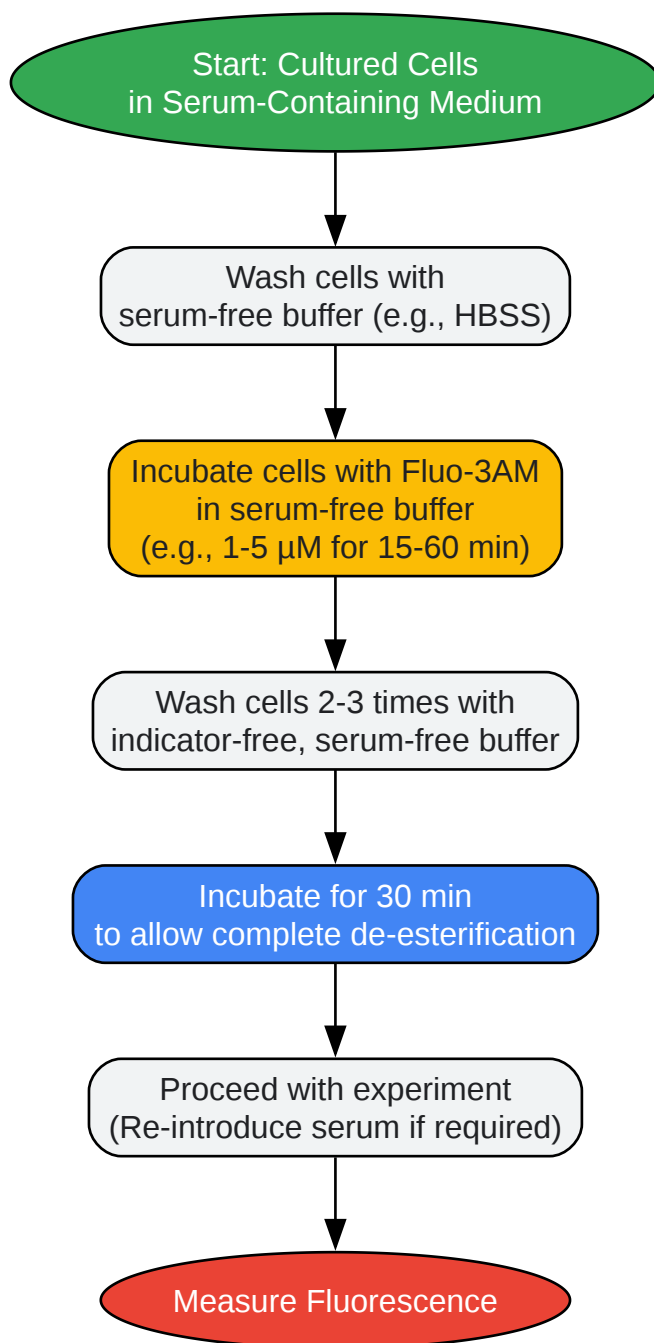 Start: Cultured Cells
in Serum-Containing Medium
Wash cells with
serum-free buffer (e.g., HBSS)
Incubate cells with Fluo-3AM
in serum-free buffer
(e.g., 1-5 µM for 15-60 min)
Wash cells 2-3 times with
indicator-free, serum-free buffer
Incubate for 30 min
to allow complete de-esterification
Proceed with experiment
(Re-introduce serum if required)
Measure Fluorescence